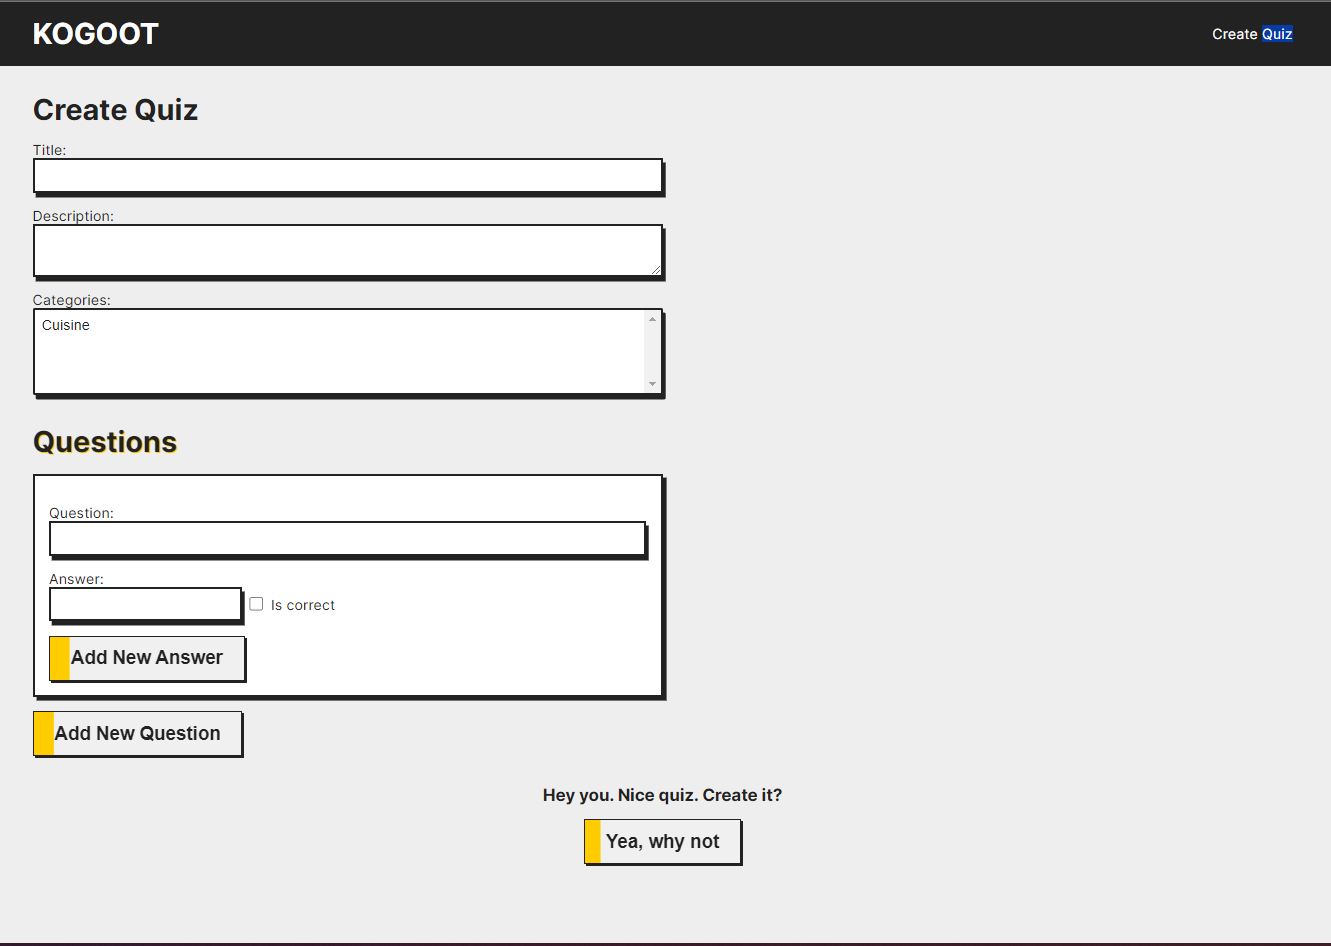 KOGOOT
Create Quiz
Create Quiz
Title:
Description:
Categories:
Cuisine
Questions
Question:
Answer:
Is correct
Add New Answer
Add New Question
Hey you. Nice quiz. Create it?
Yea, why not